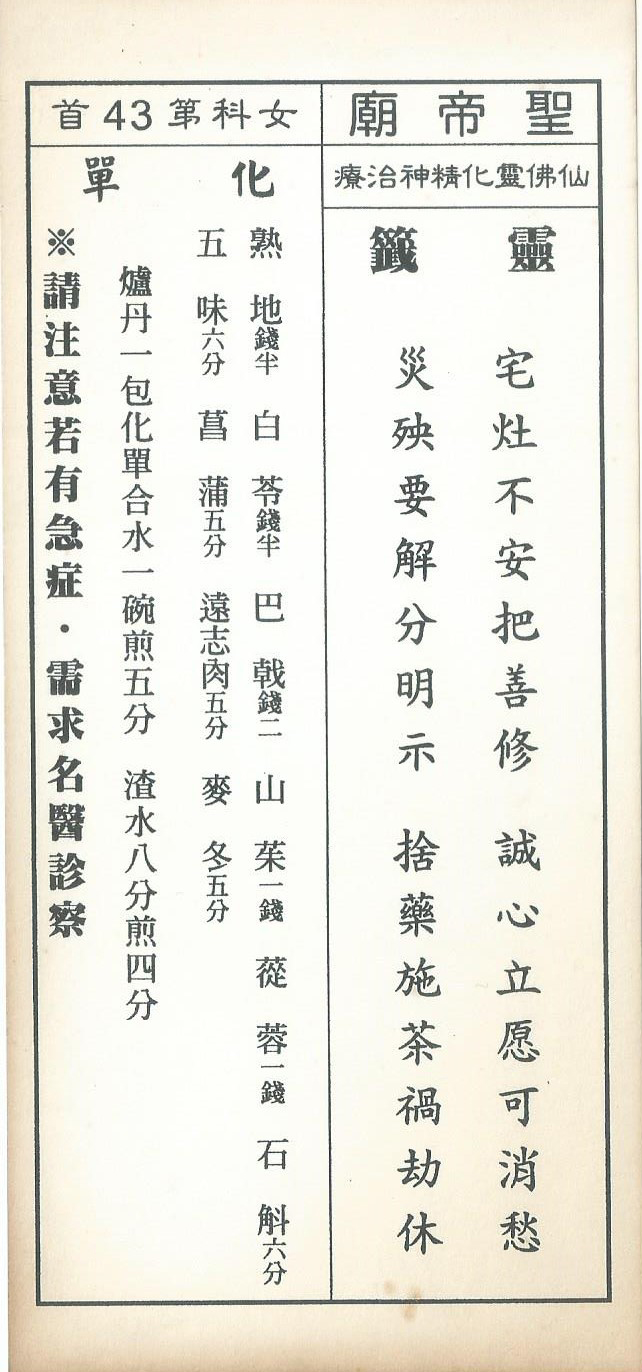 聖帝廟
仙佛靈化精神治療
靈籤
宅灶不安把善修　誠心立愿可消愁
災殃要解分明示　捨藥施茶禍劫休
女科第43首
化單
熟地錢半　白苓錢半　巴戟錢二　山茱一錢　蓯蓉一錢　石斛六分
五味六分　菖蒲五分　遠志肉五分　麥冬五分
爐丹一包化單合水一碗煎五分　渣水八分煎四分
※請注意若有急症・需求名醫診察